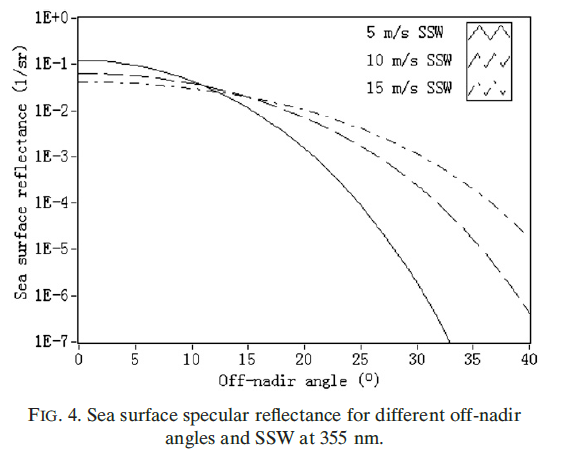 1E+0
1E-1
1E-2
1E-3
1E-4
1E-5
1E-6
1E-7
Sea surface reflectance (1/sr)
5 m/s SSW
10 m/s SSW
15 m/s SSW
0 5 10 15 20 25 30 35 40
Off-nadir angle (º)
FIG. 4. Sea surface specular reflectance for different off-nadir
angles and SSW at 355 nm.